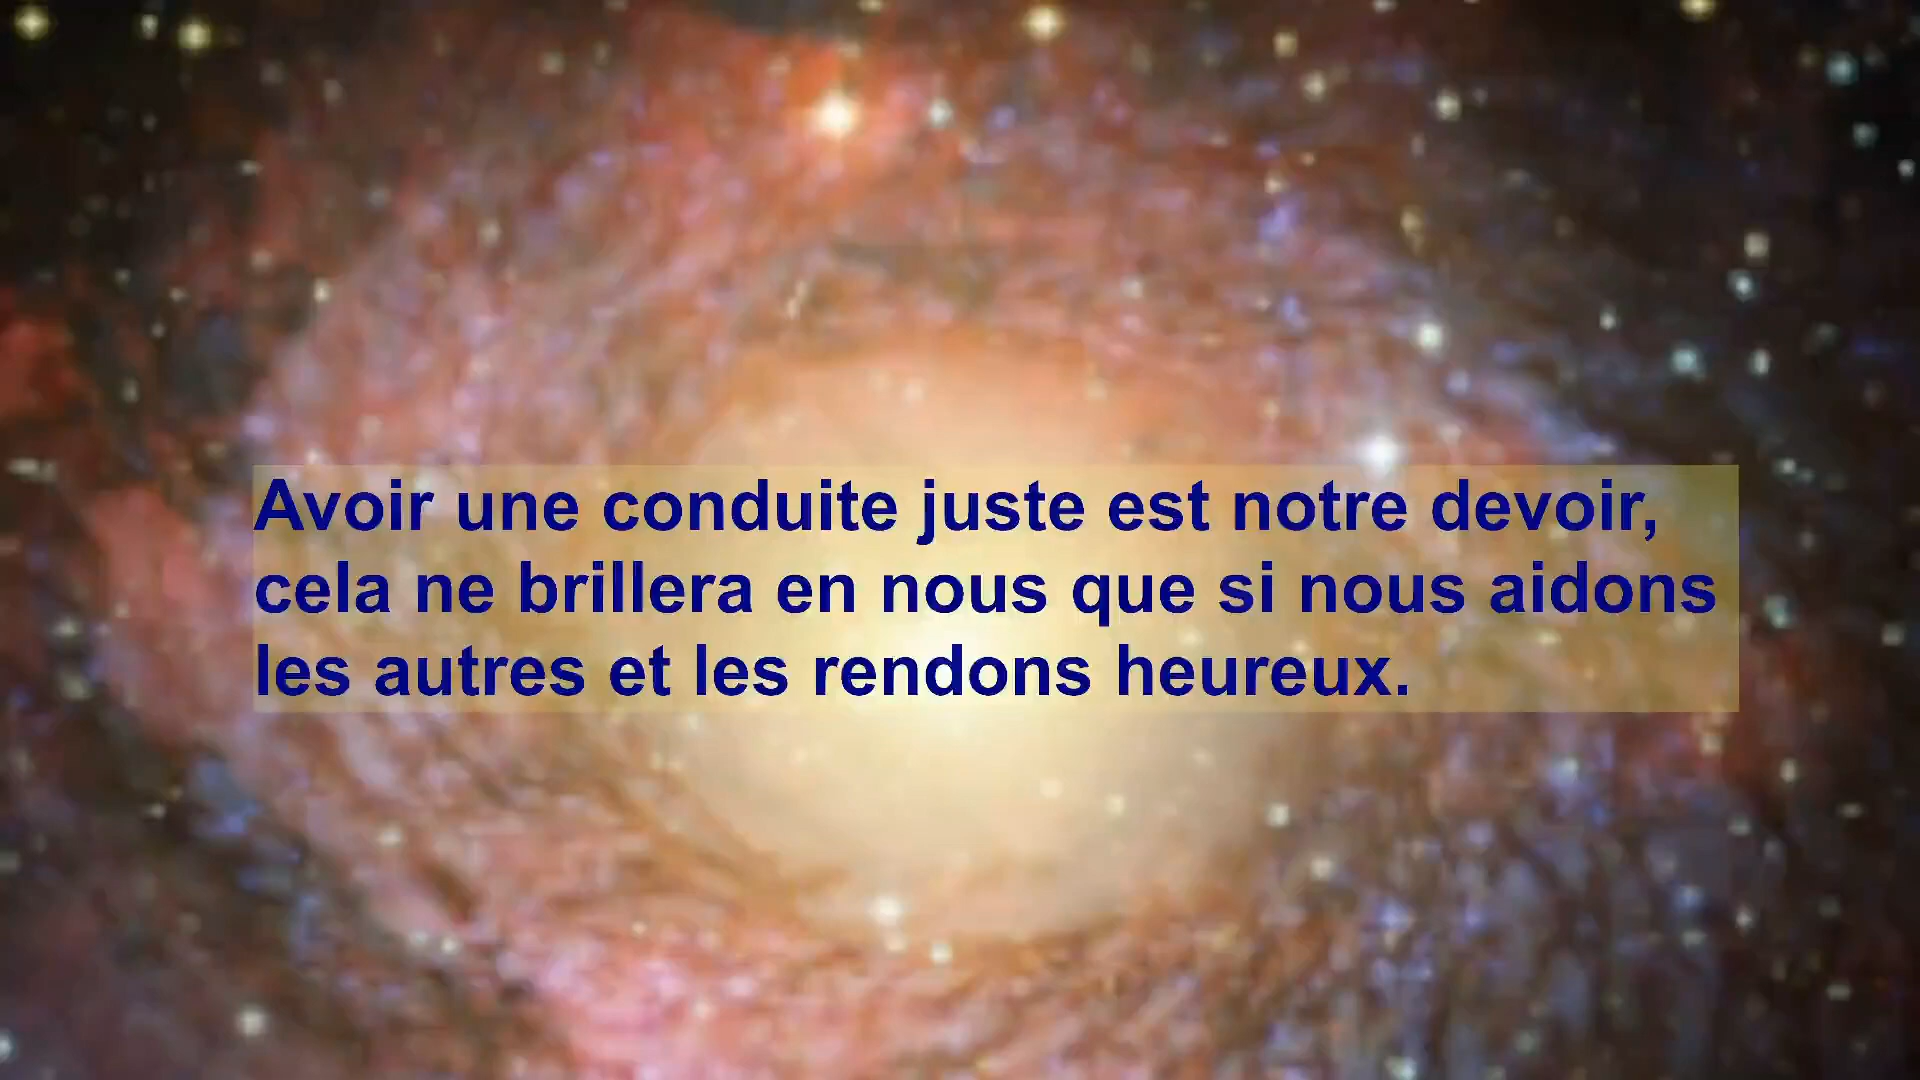 Avoir une conduite juste est notre devoir,
cela ne brillera en nous que si nous aidons
les autres et les rendons heureux.